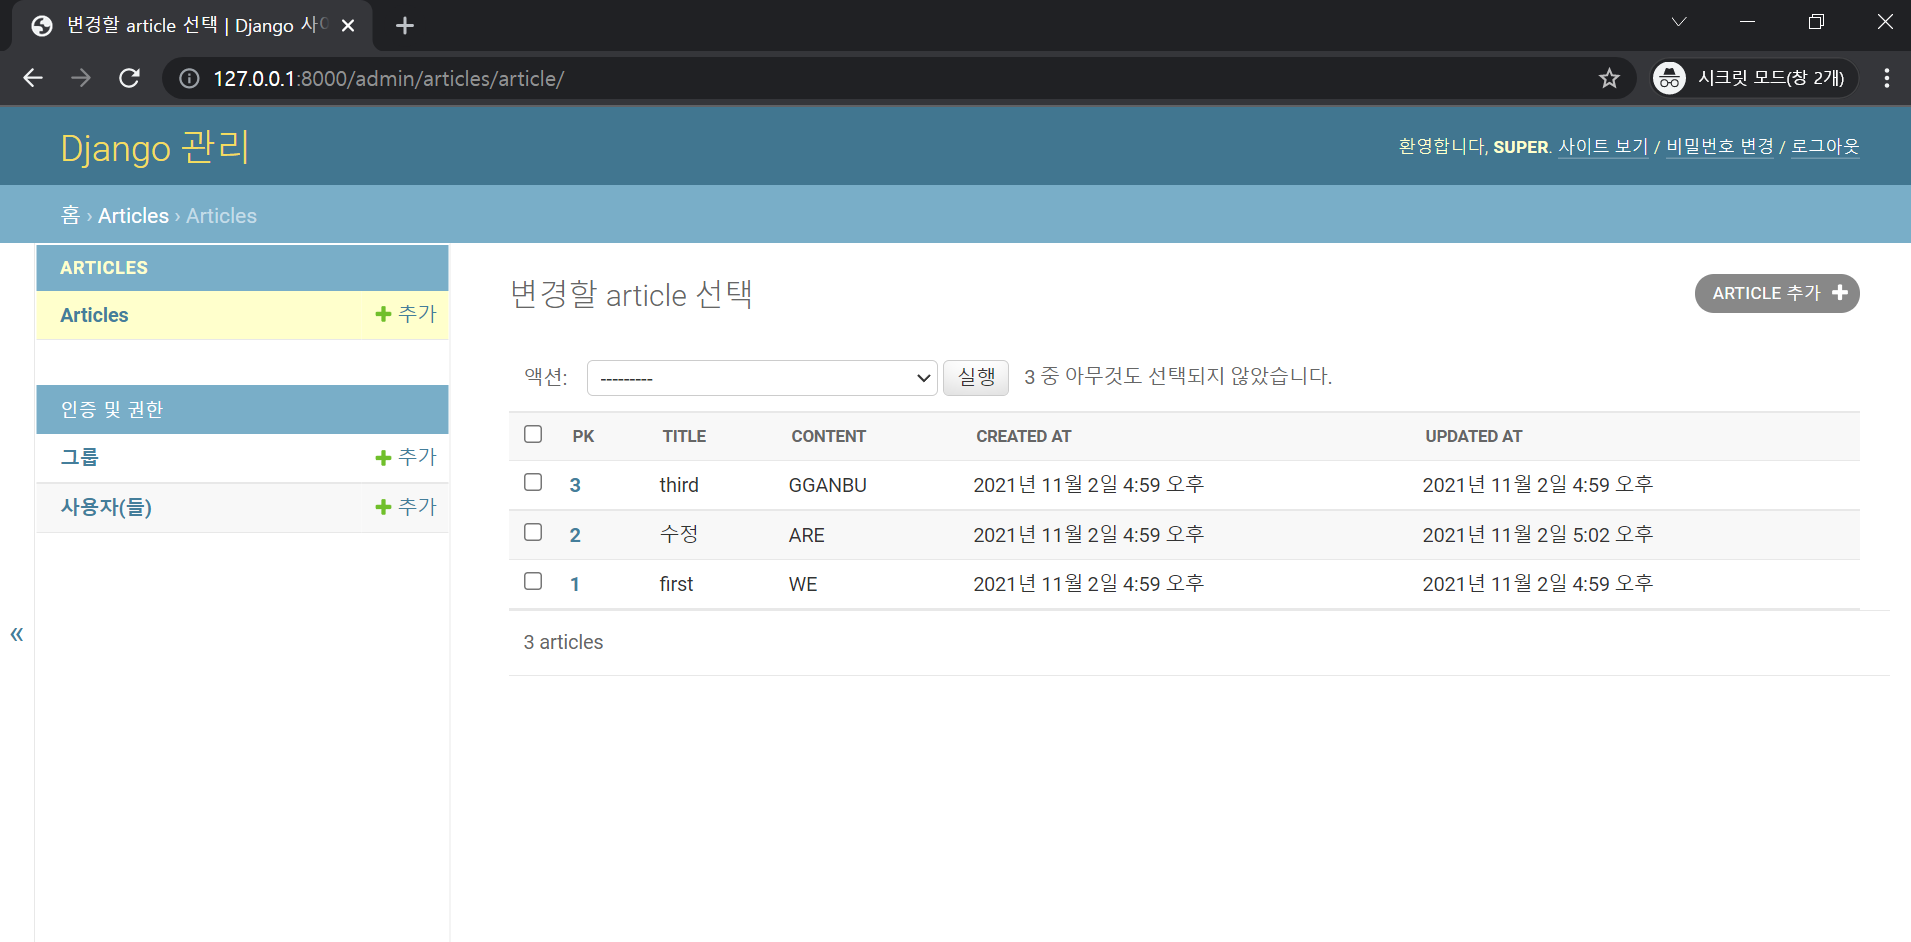 변경할 article 선택 | Django 사이
127.0.0.1:8000/admin/articles/article/
시크릿 모드(창 2개)
Django 관리
환영합니다, SUPER. 사이트 보기 / 비밀번호 변경 / 로그아웃
홈 › Articles › Articles
ARTICLES
Articles 추가
인증 및 권한
그룹 추가
사용자(들) 추가
«
변경할 article 선택
ARTICLE 추가
액션: --------- 실행 3 중 아무것도 선택되지 않았습니다.
PK TITLE CONTENT CREATED AT UPDATED AT
3 third GGANBU 2021년 11월 2일 4:59 오후 2021년 11월 2일 4:59 오후
2 수정 ARE 2021년 11월 2일 4:59 오후 2021년 11월 2일 5:02 오후
1 first WE 2021년 11월 2일 4:59 오후 2021년 11월 2일 4:59 오후
3 articles